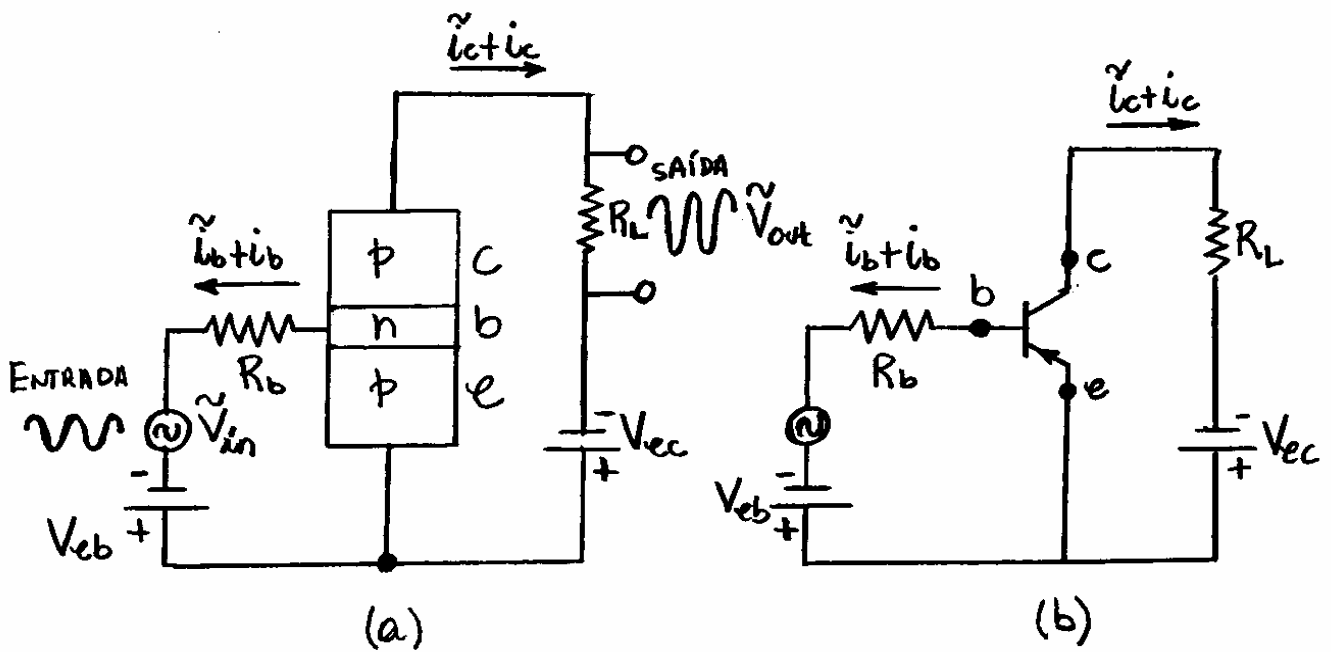 ĩc+ic
ĩb+ib
p c
n b
p e
Rb
ENTRADA
Ṽin
- 
Veb +
RL
SAÍDA
Ṽout
-
Vec
+
(a)
ĩc+ic
ĩb+ib
b
c
e
Rb
RL
~
-
Veb
+
-
Vec
+
(b)